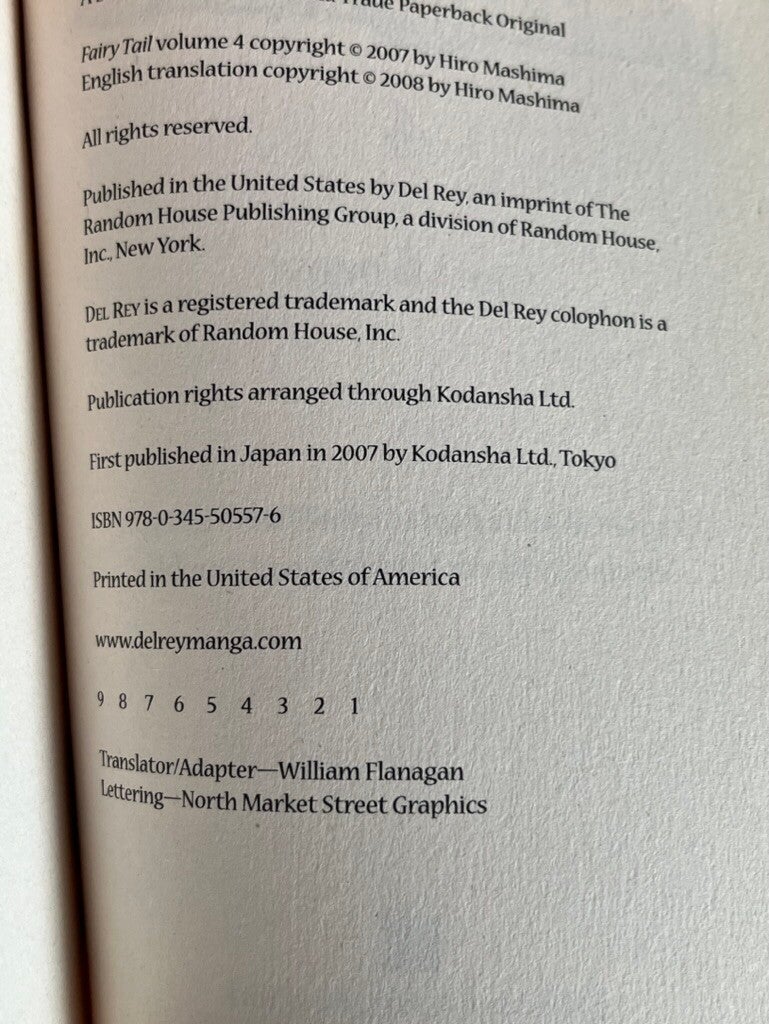 Trade Paperback Original
Fairy Tail volume 4 copyright © 2007 by Hiro Mashima
English translation copyright © 2008 by Hiro Mashima
All rights reserved.
Published in the United States by Del Rey, an imprint of The
Random House Publishing Group, a division of Random House,
Inc., New York.
DEL REY is a registered trademark and the Del Rey colophon is a
trademark of Random House, Inc.
Publication rights arranged through Kodansha Ltd.
First published in Japan in 2007 by Kodansha Ltd., Tokyo
ISBN 978-0-345-50557-6
Printed in the United States of America
www.delreymanga.com
9 8 7 6 5 4 3 2 1
Translator/Adapter—William Flanagan
Lettering—North Market Street Graphics